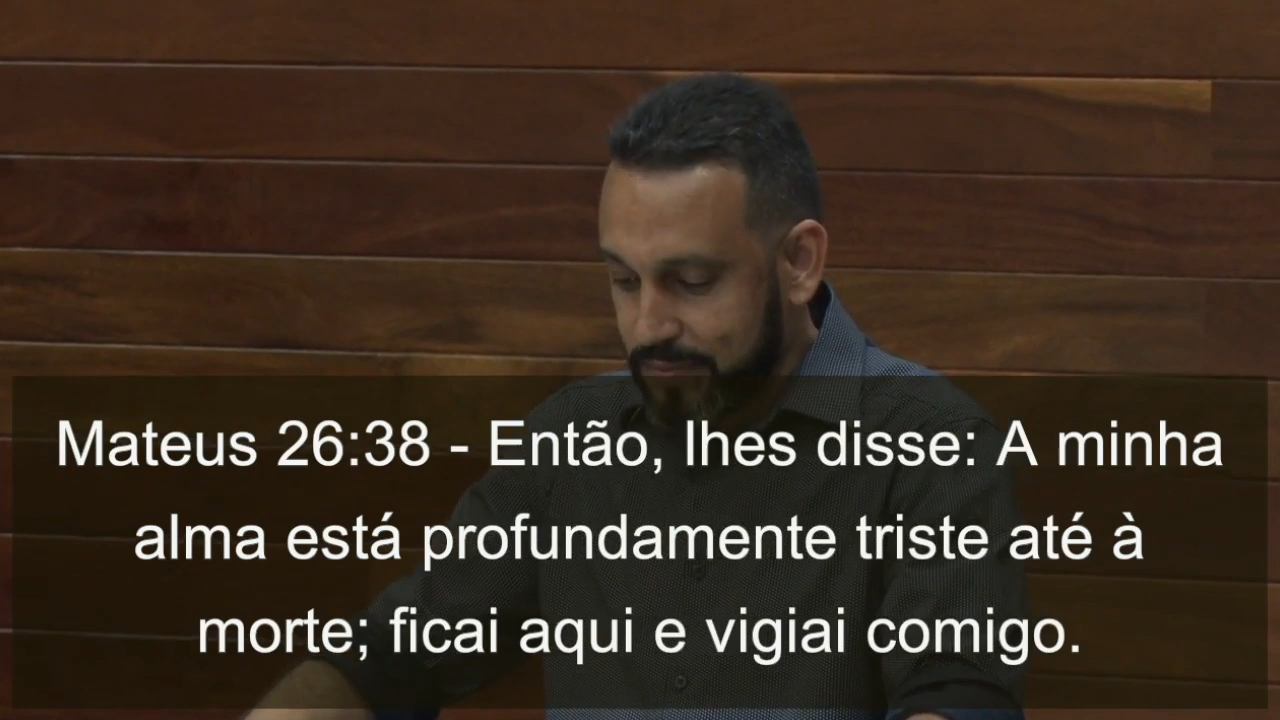 Mateus 26:38 - Então, lhes disse: A minha
alma está profundamente triste até à
morte; ficai aqui e vigiai comigo.